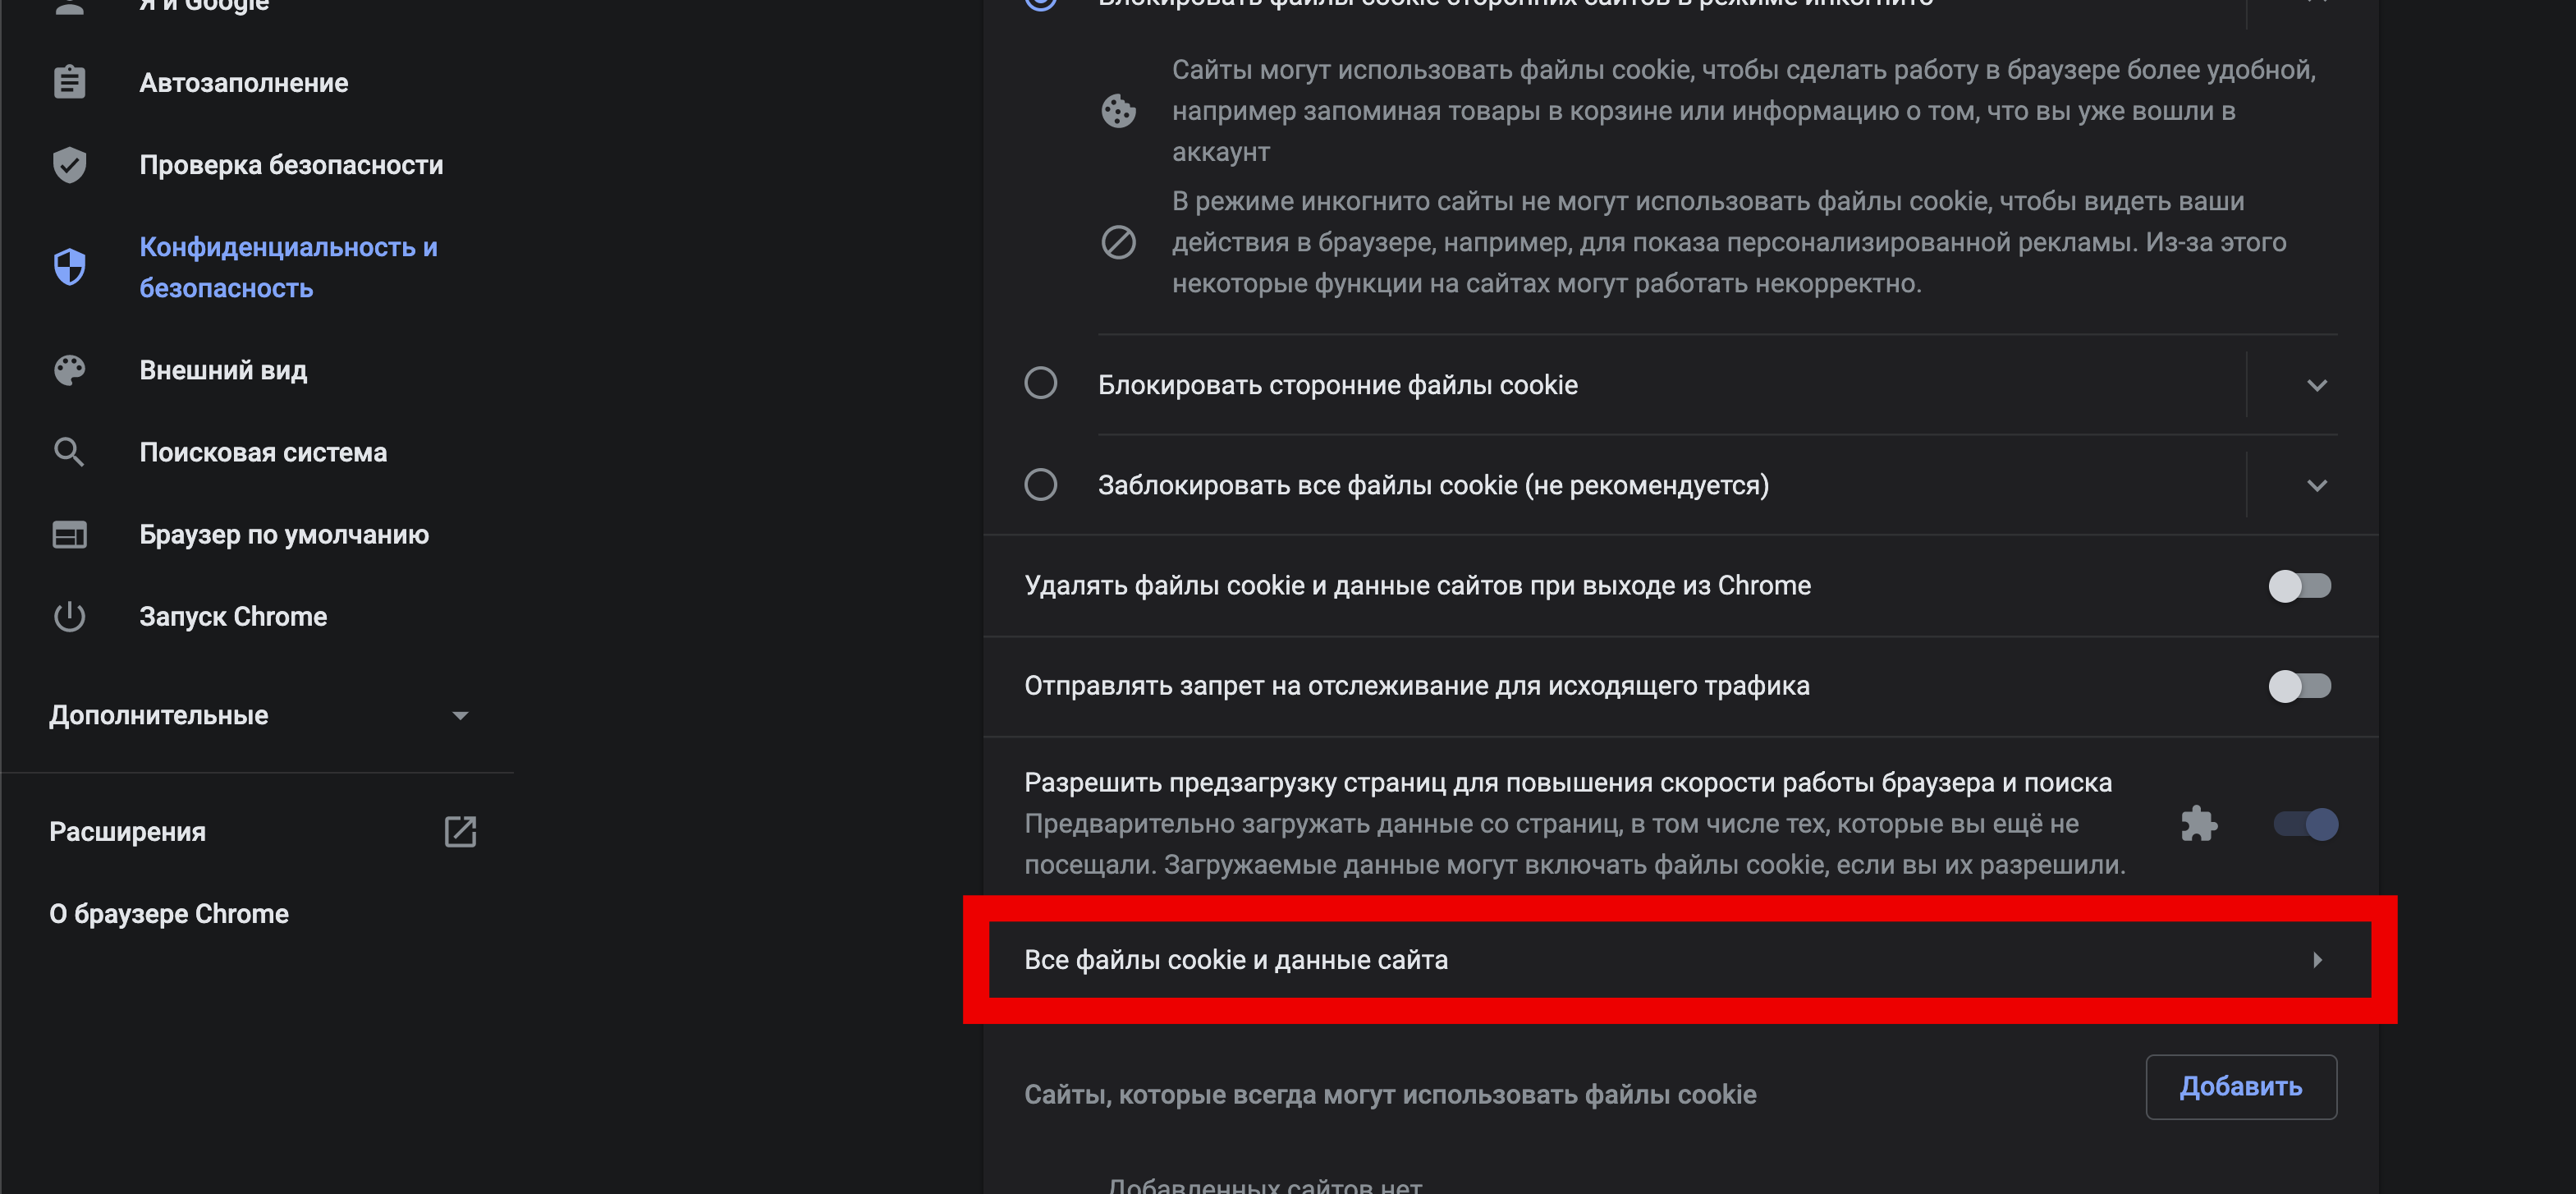 Я и Google
Автозаполнение
Проверка безопасности
Конфиденциальность и
безопасность
Внешний вид
Поисковая система
Браузер по умолчанию
Запуск Chrome
Дополнительные
Расширения
О браузере Chrome
Блокировать файлы cookie сторонних сайтов в режиме инкогнито
Сайты могут использовать файлы cookie, чтобы сделать работу в браузере более удобной,
например запоминая товары в корзине или информацию о том, что вы уже вошли в
аккаунт
В режиме инкогнито сайты не могут использовать файлы cookie, чтобы видеть ваши
действия в браузере, например, для показа персонализированной рекламы. Из-за этого
некоторые функции на сайтах могут работать некорректно.
Блокировать сторонние файлы cookie
Заблокировать все файлы cookie (не рекомендуется)
Удалять файлы cookie и данные сайтов при выходе из Chrome
Отправлять запрет на отслеживание для исходящего трафика
Разрешить предзагрузку страниц для повышения скорости работы браузера и поиска
Предварительно загружать данные со страниц, в том числе тех, которые вы ещё не
посещали. Загружаемые данные могут включать файлы cookie, если вы их разрешили.
Все файлы cookie и данные сайта
Сайты, которые всегда могут использовать файлы cookie
Добавить
Добавленных сайтов нет